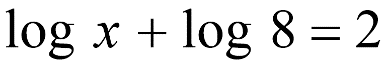 log x + log 8 = 2